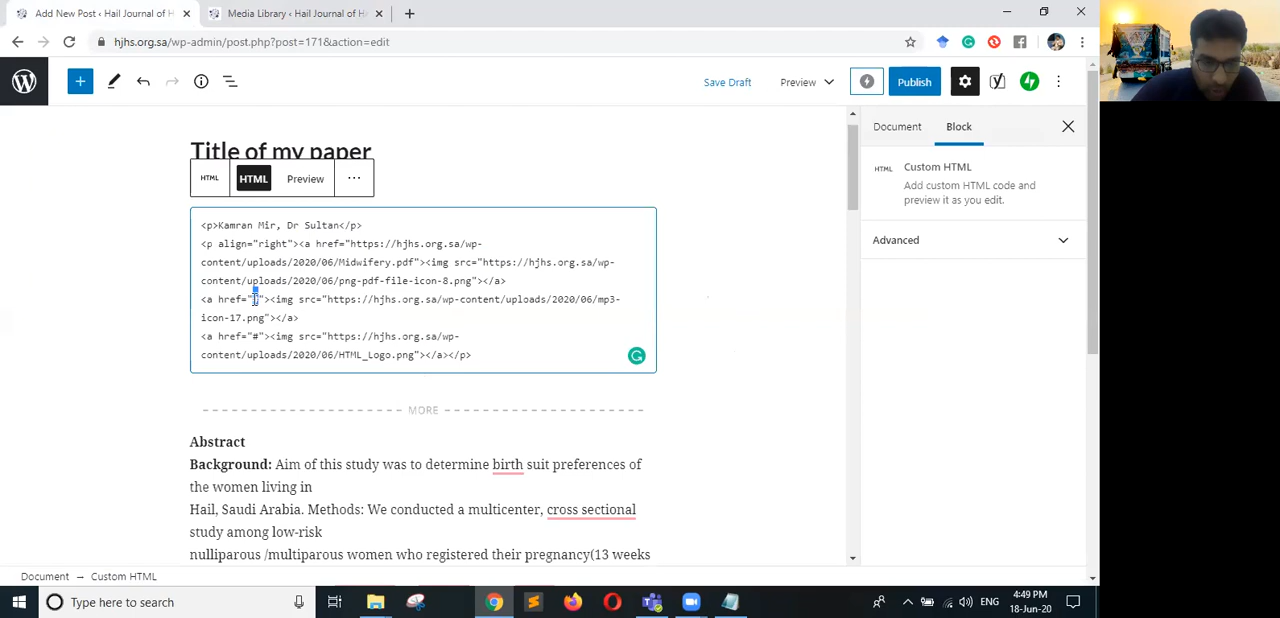 Add New Post ‹ Hail Journal of H
Media Library ‹ Hail Journal of Ha
hjhs.org.sa/wp-admin/post.php?post=171&action=edit
Save Draft
Preview
Publish
Title of my paper
HTML
HTML
Preview
Document
Block
HTML
Custom HTML
Add custom HTML code and
preview it as you edit.
Advanced
<p>Kamran Mir, Dr Sultan</p>
<p align="right"><a href="https://hjhs.org.sa/wp-
content/uploads/2020/06/Midwifery.pdf"><img src="https://hjhs.org.sa/wp-
content/uploads/2020/06/png-pdf-file-icon-8.png"></a>
<a href=" "><img src="https://hjhs.org.sa/wp-content/uploads/2020/06/mp3-
icon-17.png"></a>
<a href="#"><img src="https://hjhs.org.sa/wp-
content/uploads/2020/06/HTML_Logo.png"></a></p>
MORE
Abstract
Background: Aim of this study was to determine birth suit preferences of
the women living in
Hail, Saudi Arabia. Methods: We conducted a multicenter, cross sectional
study among low-risk
nulliparous /multiparous women who registered their pregnancy(13 weeks
Document → Custom HTML
Type here to search
ENG
4:49 PM
18-Jun-20